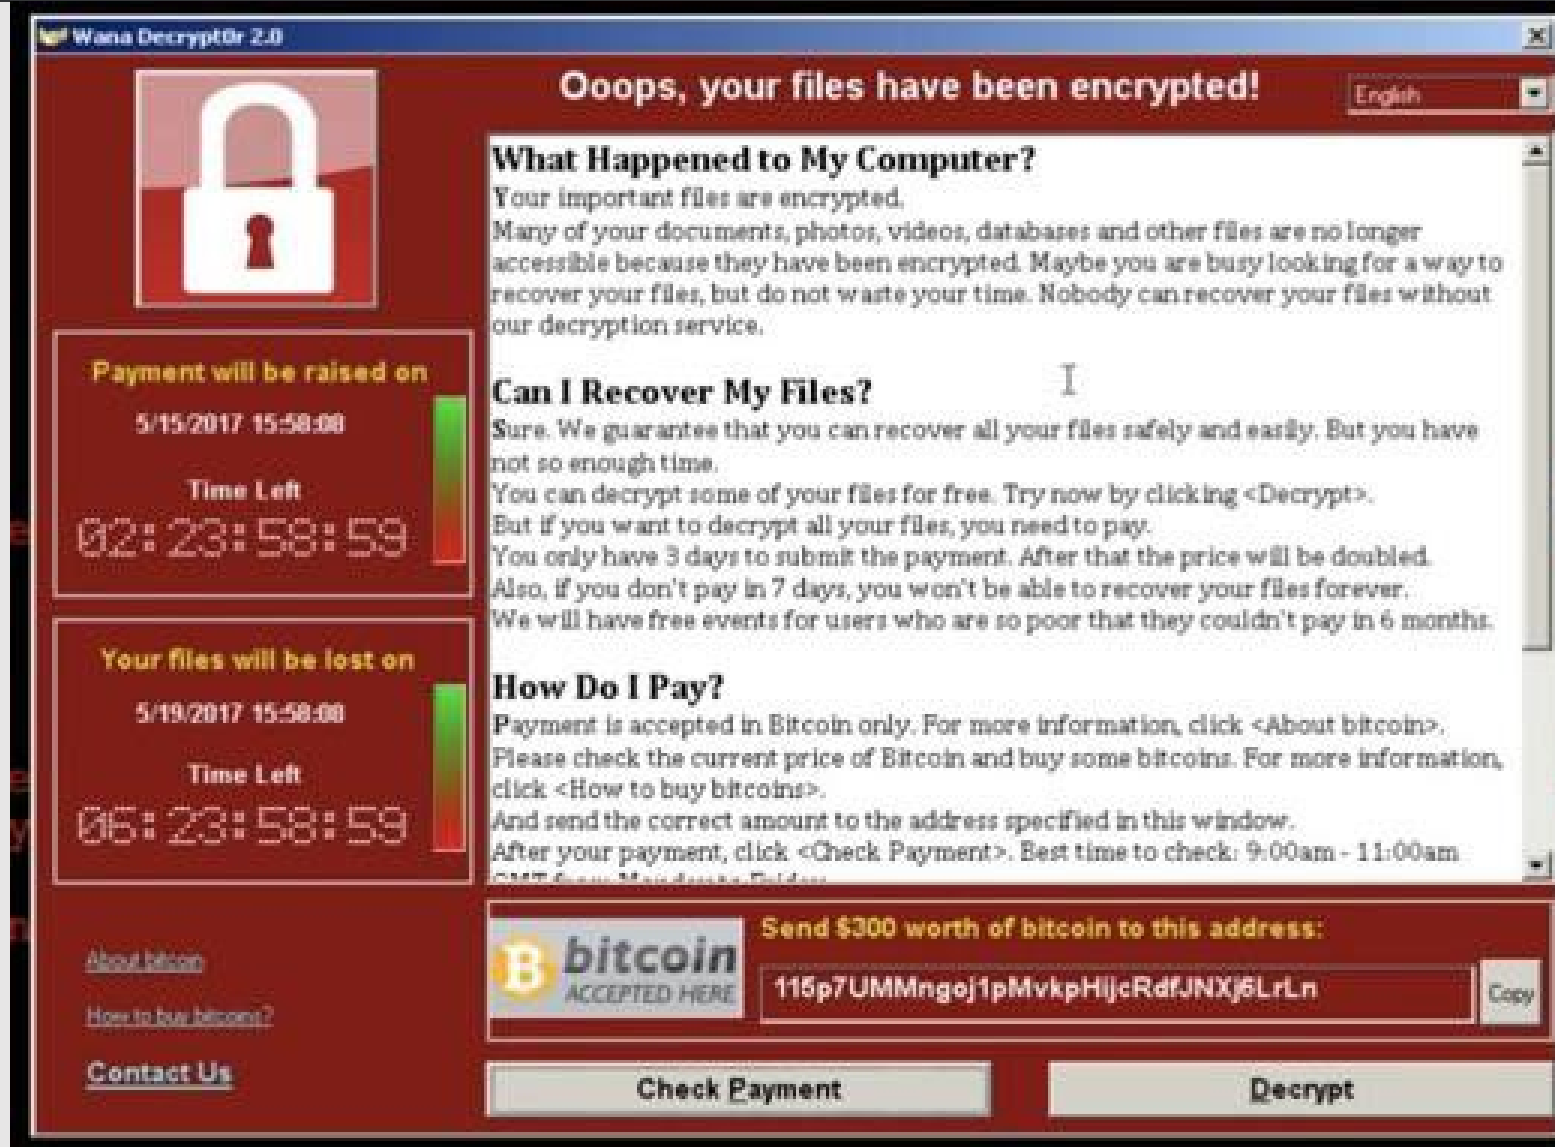 Wana Decrypt0r 2.0
Ooops, your files have been encrypted!
English
What Happened to My Computer?
Your important files are encrypted.
Many of your documents, photos, videos, databases and other files are no longer
accessible because they have been encrypted. Maybe you are busy looking for a way to
recover your files, but do not waste your time. Nobody can recover your files without
our decryption service.
Can I Recover My Files?
Sure. We guarantee that you can recover all your files safely and easily. But you have
not so enough time.
You can decrypt some of your files for free. Try now by clicking <Decrypt>.
But if you want to decrypt all your files, you need to pay.
You only have 3 days to submit the payment. After that the price will be doubled.
Also, if you don't pay in 7 days, you won't be able to recover your files forever.
We will have free events for users who are so poor that they couldn't pay in 6 months.
How Do I Pay?
Payment is accepted in Bitcoin only. For more information, click <About bitcoin>.
Please check the current price of Bitcoin and buy some bitcoins. For more information,
click <How to buy bitcoins>.
And send the correct amount to the address specified in this window.
After your payment, click <Check Payment>. Best time to check: 9:00am - 11:00am
Payment will be raised on
5/15/2017 15:58:08
Time Left
02:23:58:59
Your files will be lost on
5/19/2017 15:58:08
Time Left
06:23:58:59
About bitcoin
How to buy bitcoins?
Contact Us
bitcoin
ACCEPTED HERE
Send $300 worth of bitcoin to this address:
115p7UMMngoj1pMvkpHijcRdfJNXj6LrLn
Copy
Check Payment
Decrypt